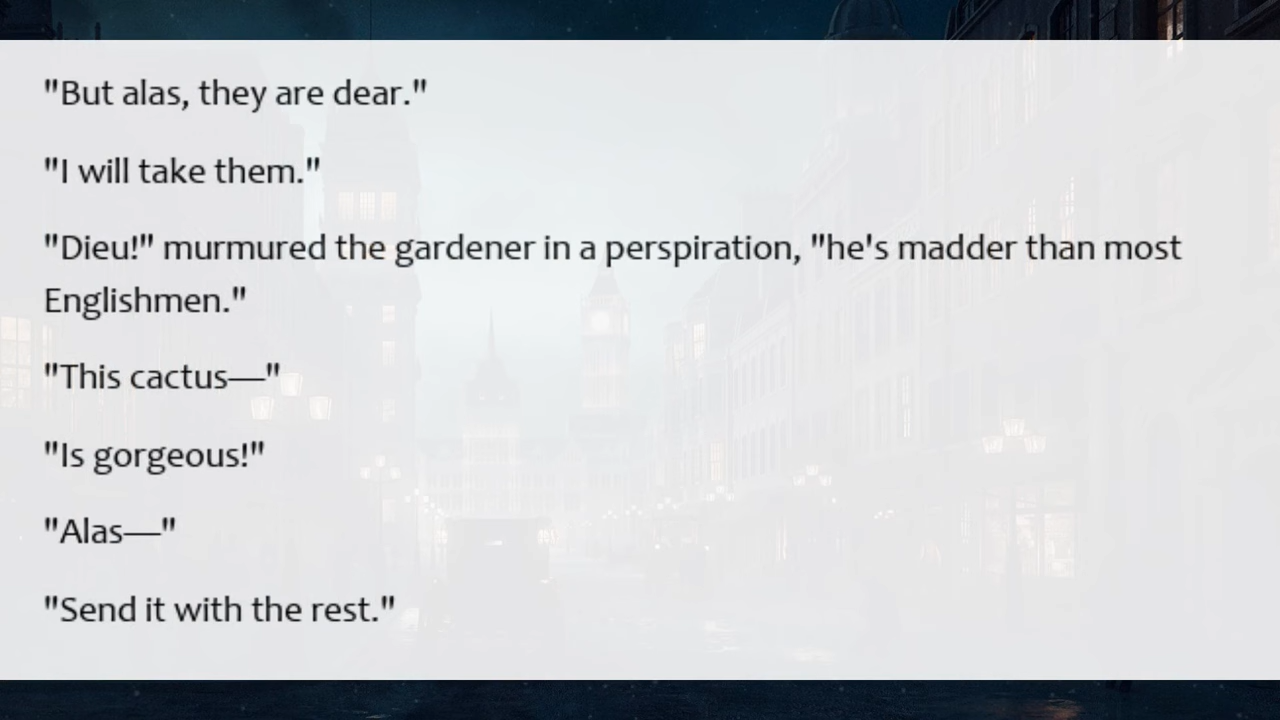 "But alas, they are dear."
"I will take them."
"Dieu!" murmured the gardener in a perspiration, "he's madder than most
Englishmen."
"This cactus—"
"Is gorgeous!"
"Alas—"
"Send it with the rest."